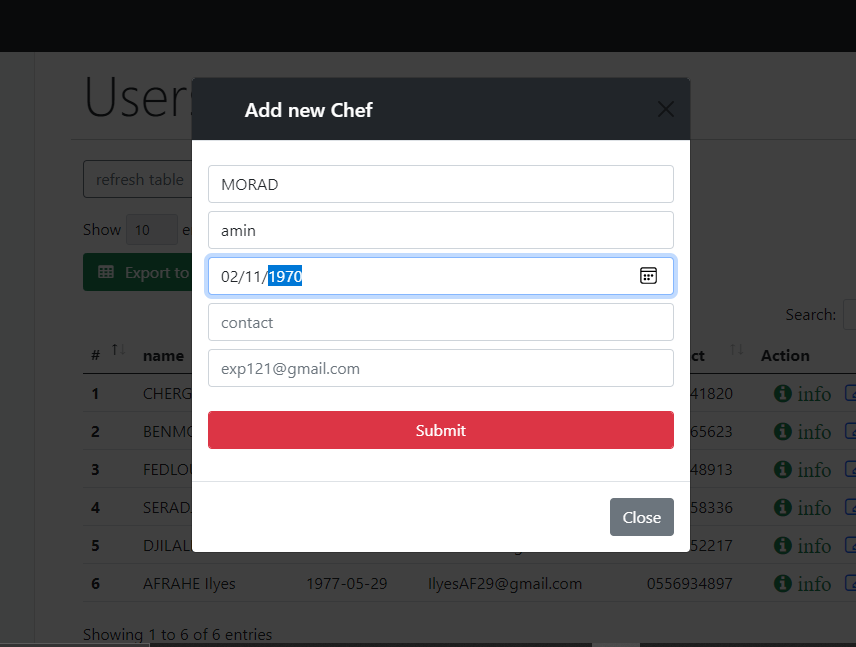 Users
Add new Chef
refresh table
MORAD
Show 10
amin
Export to
02/11/1970
contact
Search:
exp121@gmail.com
# name Action
1 CHERG 41820 info
Submit
2 BENMO 65623 info
3 FEDLOU 48913 info
4 SERAD 58336 info
Close
5 DJILALI 52217 info
6 AFRAHE Ilyes 1977-05-29 IlyesAF29@gmail.com 0556934897 info
Showing 1 to 6 of 6 entries